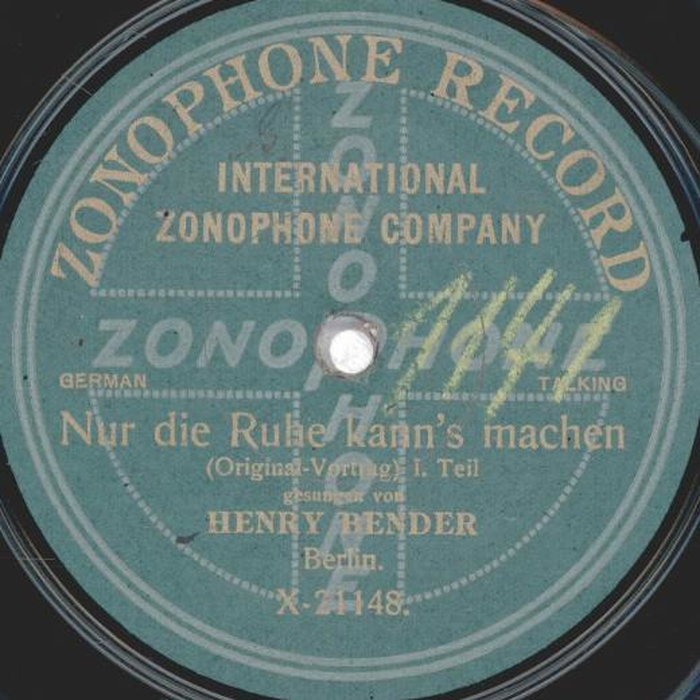 ZONOPHONE RECORD
INTERNATIONAL
ZONOPHONE COMPANY
ZONOPHONE
ZONOPHONE
GERMAN TALKING
Nur die Ruhe kann's machen
(Original-Vortrag) I. Teil
gesungen von
HENRY BENDER
Berlin.
X-21148.